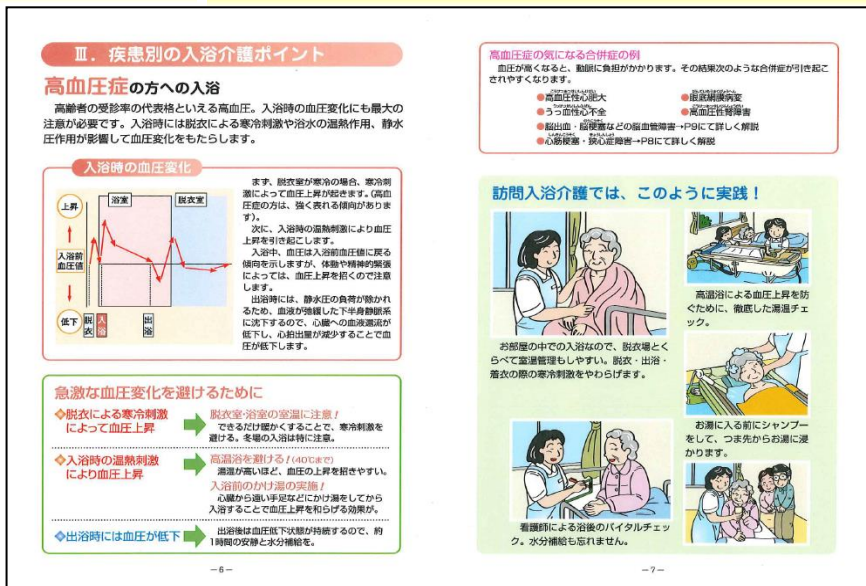 Ⅲ．疾患別の入浴介護ポイント
高血圧症の方への入浴
高齢者の受診率の代表格といえる高血圧。入浴時の血圧変化にも最大の
注意が必要です。入浴時には脱衣による寒冷刺激や浴水の温熱作用、静水
圧作用が影響して血圧変化をもたらします。
入浴時の血圧変化
上昇
入浴前
血圧値
低下
浴室
脱衣室
脱衣
入浴
出浴
まず、脱衣室が寒冷の場合、寒冷刺
激によって血圧上昇が起きます。(高血
圧症の方は、強く表れる傾向がありま
す)。
次に、入浴時の温熱刺激により血圧
上昇を引き起こします。
入浴中、血圧は入浴前血圧値に戻る
傾向を示しますが、体動や精神的緊張
によっては、血圧上昇を招くので注意
します。
出浴時には、静水圧の負荷が除かれ
るため、血液が弛緩した下半身静脈系
に沈下するので、心臓への血液還流が
低下し、心拍出量が減少することで血
圧が低下します。
急激な血圧変化を避けるために
脱衣による寒冷刺激
によって血圧上昇
脱衣室・浴室の室温に注意！
できるだけ暖かくすることで、寒冷刺激を
避ける。冬場の入浴は特に注意。
入浴時の温熱刺激
により血圧上昇
高温浴を避ける！(40℃まで)
湯温が高いほど、血圧の上昇を招きやすい。
入浴前のかけ湯の実施！
心臓から遠い手足などにかけ湯をしてから
入浴することで血圧上昇を和らげる効果が。
出浴時には血圧が低下
出浴後は血圧低下状態が持続するので、約
1時間の安静と水分補給を。
－6－
高血圧症の気になる合併症の例
血圧が高くなると、動脈に負担がかかります。その結果次のような合併症が引き起こ
されやすくなります。
●高血圧性心肥大
●眼底網膜病変
●うっ血性心不全
●高血圧性腎障害
●脳出血・脳梗塞などの脳血管障害→P9にて詳しく解説
●心筋梗塞・狭心症障害→P8にて詳しく解説
訪問入浴介護では、このように実践！
お部屋の中での入浴なので、脱衣場とく
らべて室温管理もしやすい。脱衣・出浴・
着衣の際の寒冷刺激をやわらげます。
高温浴による血圧上昇を防
ぐために、徹底した湯温チェ
ック。
お湯に入る前にシャンプー
をして、つま先からお湯に浸
かります。
看護師による浴後のバイタルチェッ
ク。水分補給も忘れません。
－7－